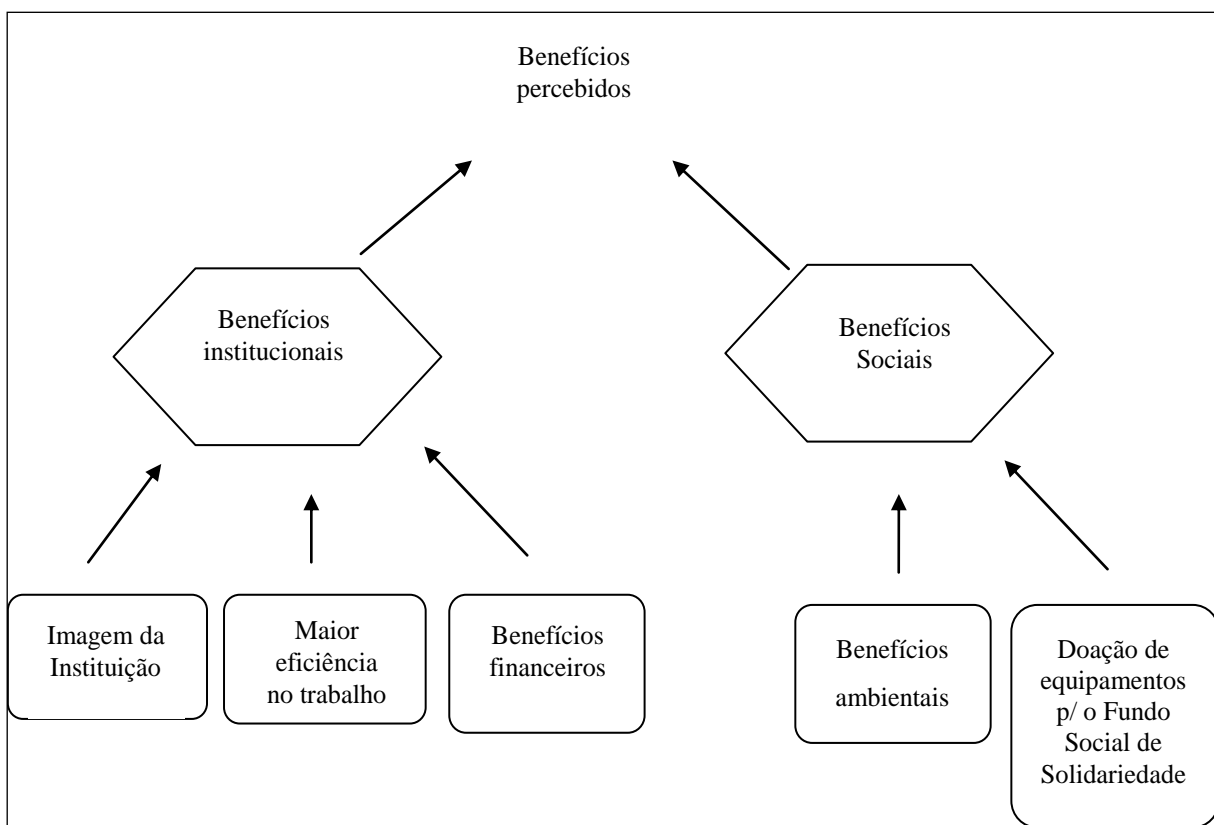 Benefícios
percebidos
Benefícios
institucionais
Benefícios
Sociais
Imagem da
Instituição
Maior
eficiência
no trabalho
Benefícios
financeiros
Benefícios
ambientais
Doação de
equipamentos
p/ o Fundo
Social de
Solidariedade